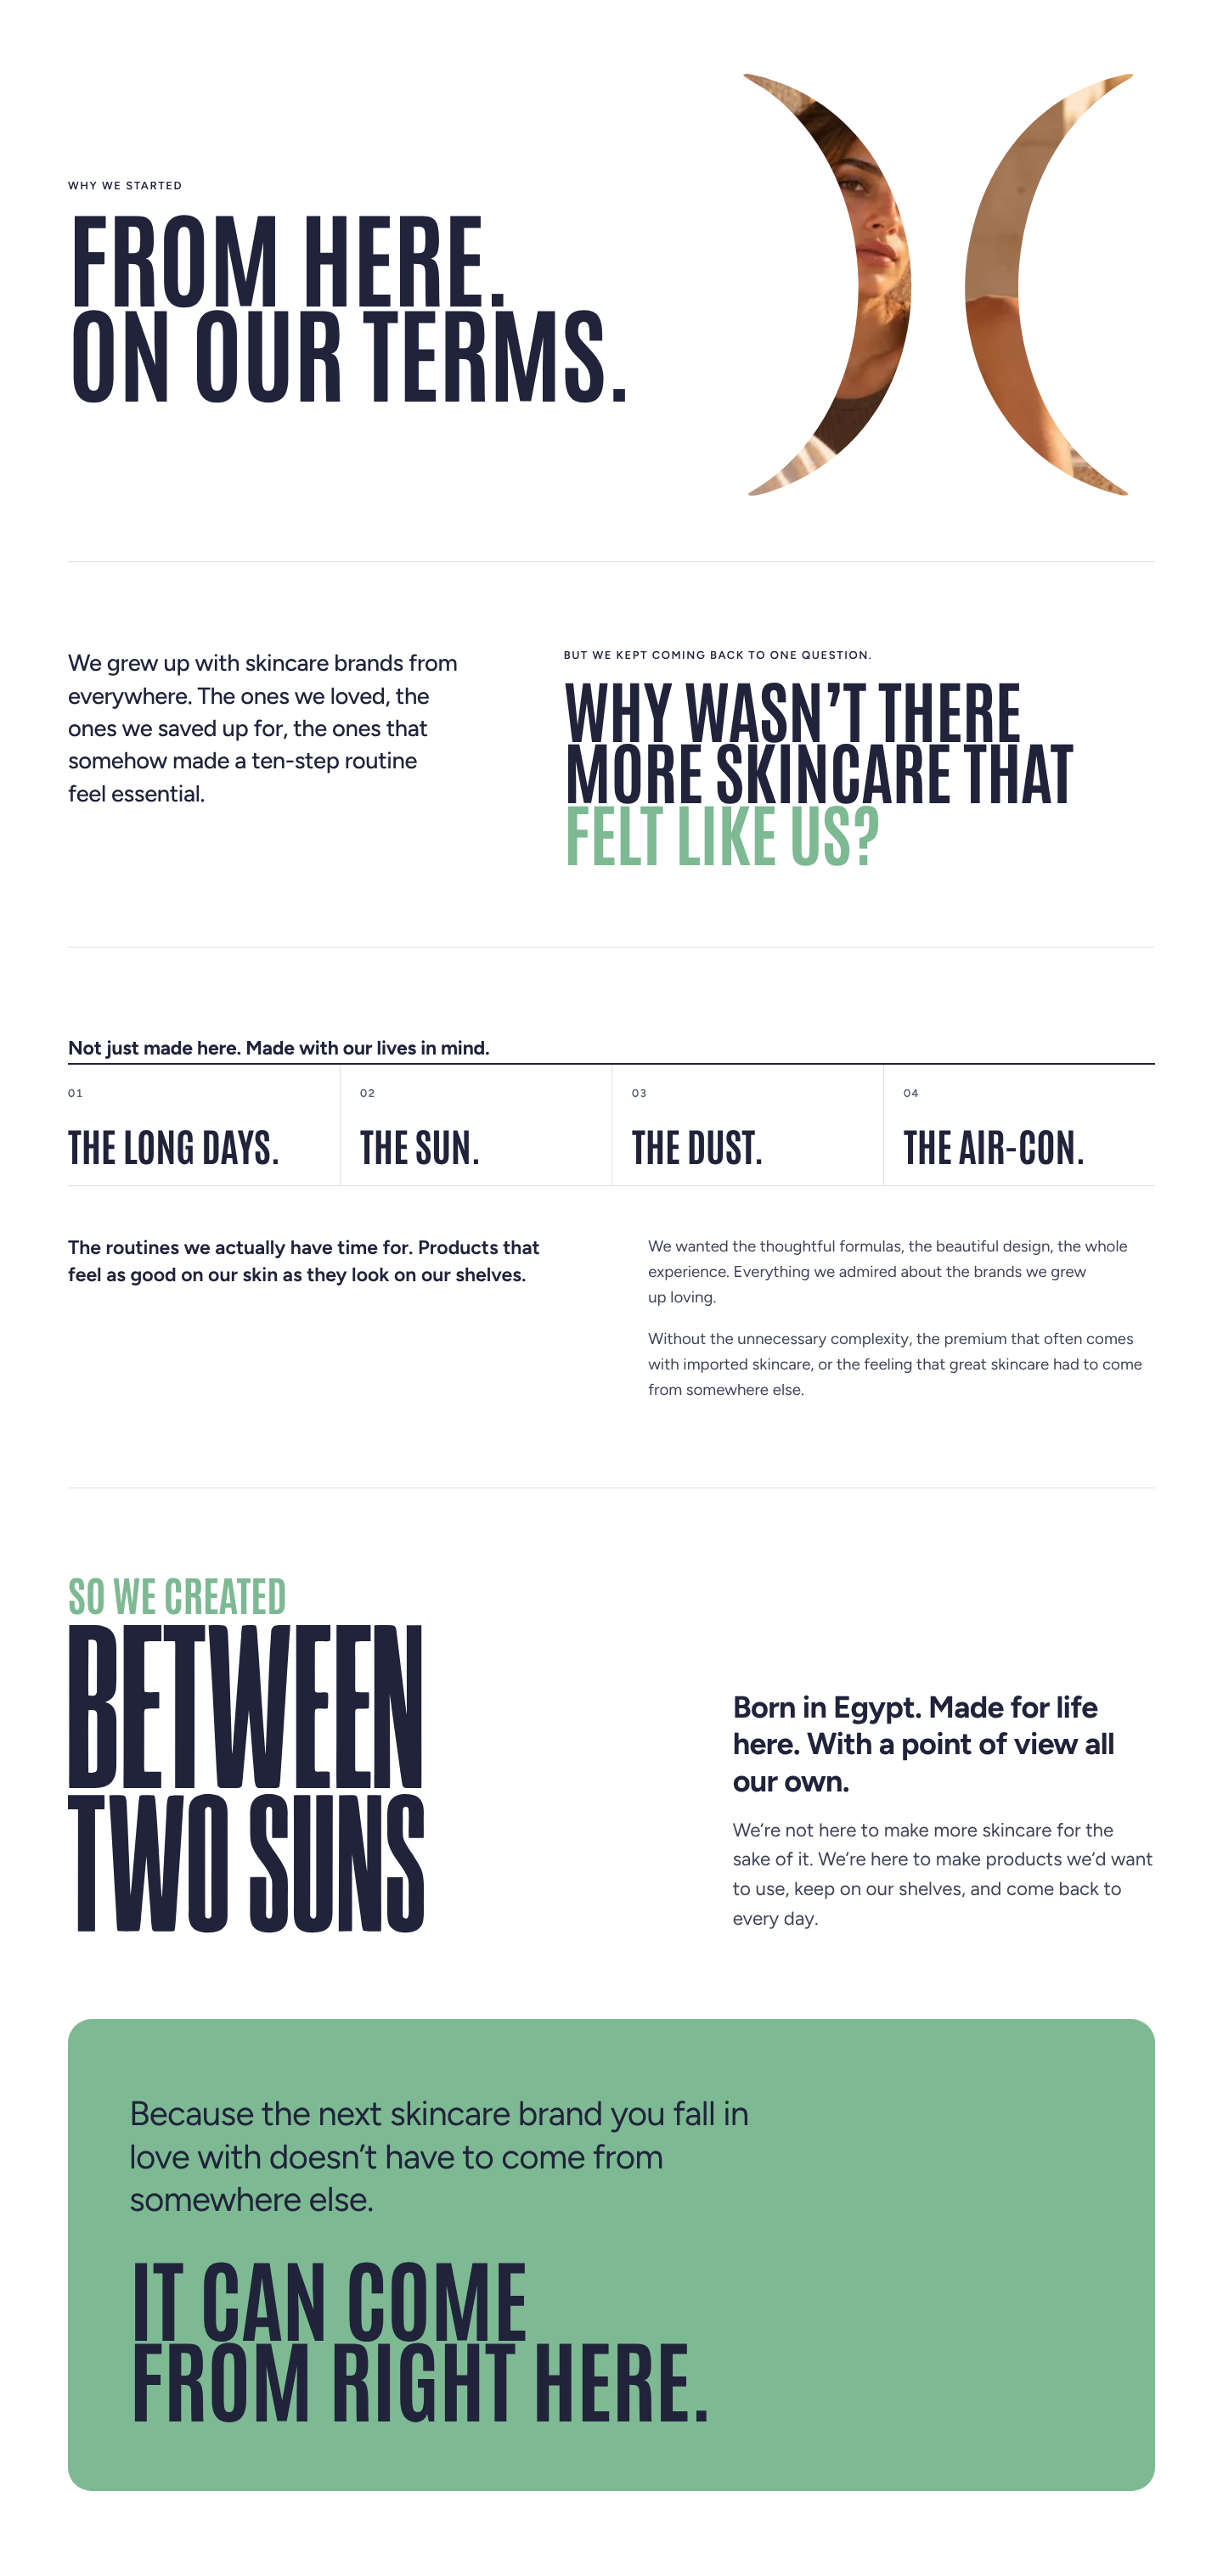 WHY WE STARTED
FROM HERE.
ON OUR TERMS.
We grew up with skincare brands from
everywhere. The ones we loved, the
ones we saved up for, the ones that
somehow made a ten-step routine
feel essential.
BUT WE KEPT COMING BACK TO ONE QUESTION.
WHY WASN’T THERE
MORE SKINCARE THAT
FELT LIKE US?
Not just made here. Made with our lives in mind.
01
THE LONG DAYS.
02
THE SUN.
03
THE DUST.
04
THE AIR-CON.
The routines we actually have time for. Products that
feel as good on our skin as they look on our shelves.
We wanted the thoughtful formulas, the beautiful design, the whole
experience. Everything we admired about the brands we grew
up loving.
Without the unnecessary complexity, the premium that often comes
with imported skincare, or the feeling that great skincare had to come
from somewhere else.
SO WE CREATED
BETWEEN
TWO SUNS
Born in Egypt. Made for life
here. With a point of view all
our own.
We’re not here to make more skincare for the
sake of it. We’re here to make products we’d want
to use, keep on our shelves, and come back to
every day.
Because the next skincare brand you fall in
love with doesn’t have to come from
somewhere else.
IT CAN COME
FROM RIGHT HERE.